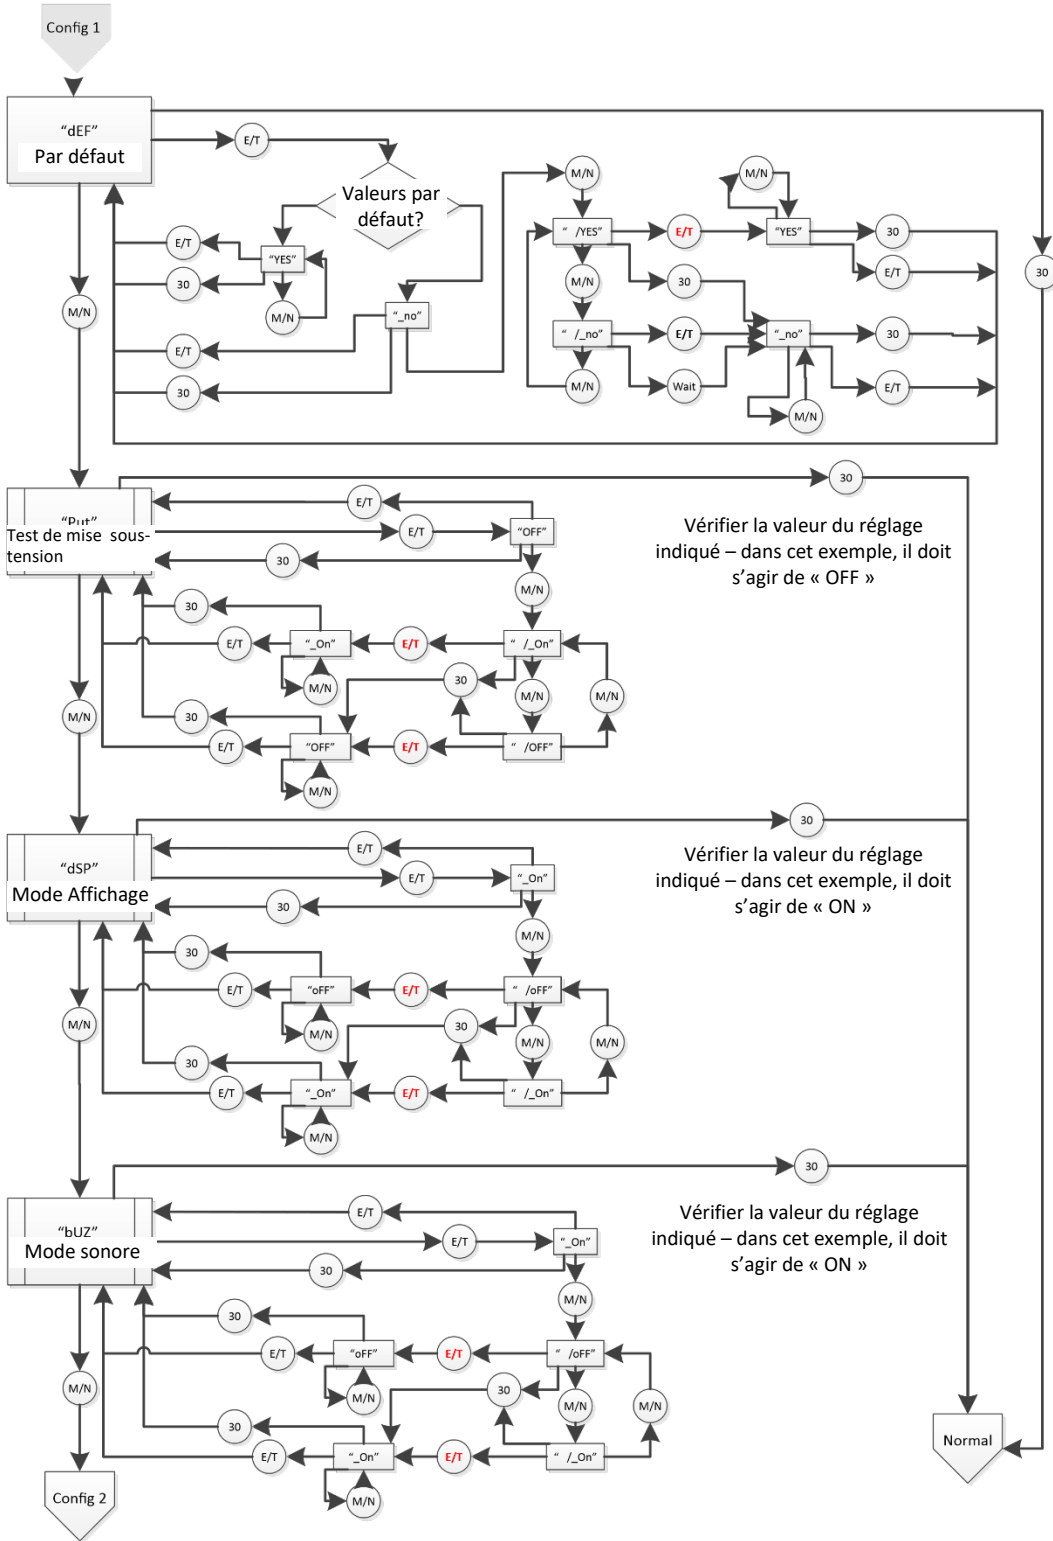 Config 1
“dEF”
Par défaut
E/T
Valeurs par
défaut?
M/N
M/N
E/T
“YES”
“ /YES”
E/T
“YES”
30
30
M/N
30
E/T
30
M/N
M/N
“_no”
“ /_no”
E/T
“_no”
30
E/T
30
M/N
Wait
E/T
M/N
“Put”
Test de mise sous-
tension
30
E/T
E/T
“OFF”
30
Vérifier la valeur du réglage
indiqué – dans cet exemple, il doit
s’agir de « OFF »
M/N
30
E/T
“_On”
E/T
“ /_On”
M/N
30
M/N
M/N
M/N
30
E/T
“OFF”
E/T
“ /OFF”
M/N
“dSP”
Mode Affichage
30
E/T
E/T
“_On”
30
Vérifier la valeur du réglage
indiqué – dans cet exemple, il doit
s’agir de « ON »
M/N
30
E/T
“oFF”
E/T
“ /oFF”
M/N
M/N
30
M/N
M/N
30
E/T
“_On”
E/T
“ /_On”
M/N
“bUZ”
Mode sonore
30
E/T
E/T
“_On”
30
Vérifier la valeur du réglage
indiqué – dans cet exemple, il doit
s’agir de « ON »
M/N
30
E/T
“oFF”
E/T
“ /oFF”
M/N
M/N
30
M/N
M/N
30
E/T
“_On”
E/T
“ /_On”
M/N
Config 2
Normal